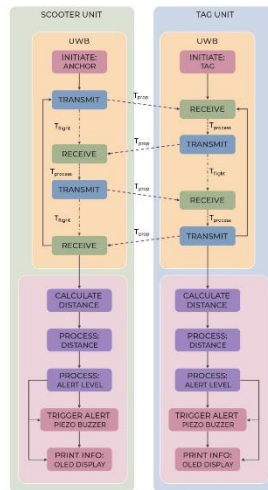 SCOOTER UNIT
TAG UNIT
UWB
UWB
INITIATE:
ANCHOR
INITIATE:
TAG
TRANSMIT
Tprop
RECEIVE
Tflight
Tprocess
Tprop
RECEIVE
TRANSMIT
Tprocess
Tflight
TRANSMIT
Tprop
RECEIVE
Tflight
Tprocess
Tprop
RECEIVE
TRANSMIT
CALCULATE
DISTANCE
CALCULATE
DISTANCE
PROCESS:
DISTANCE
PROCESS:
DISTANCE
PROCESS:
ALERT LEVEL
PROCESS:
ALERT LEVEL
TRIGGER ALERT
PIEZO BUZZER
TRIGGER ALERT
PIEZO BUZZER
PRINT INFO:
OLED DISPLAY
PRINT INFO:
OLED DISPLAY